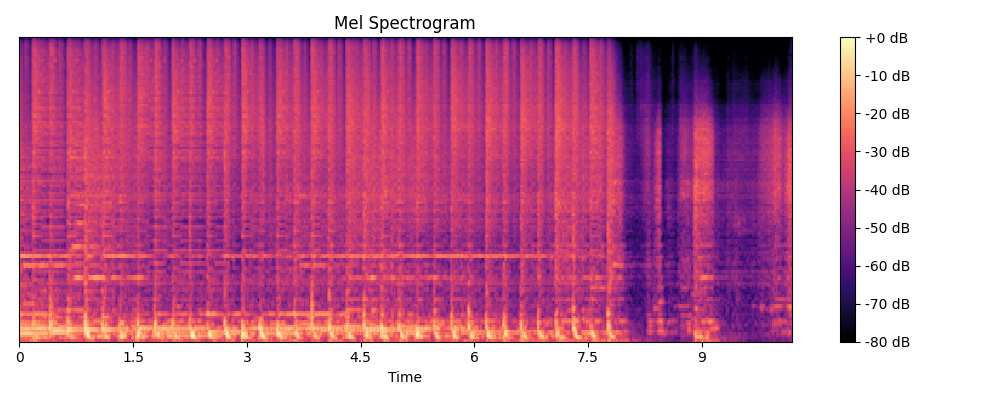 Mel Spectrogram
+0 dB
-10 dB
-20 dB
-30 dB
-40 dB
-50 dB
-60 dB
-70 dB
-80 dB
0 1.5 3 4.5 6 7.5 9
Time